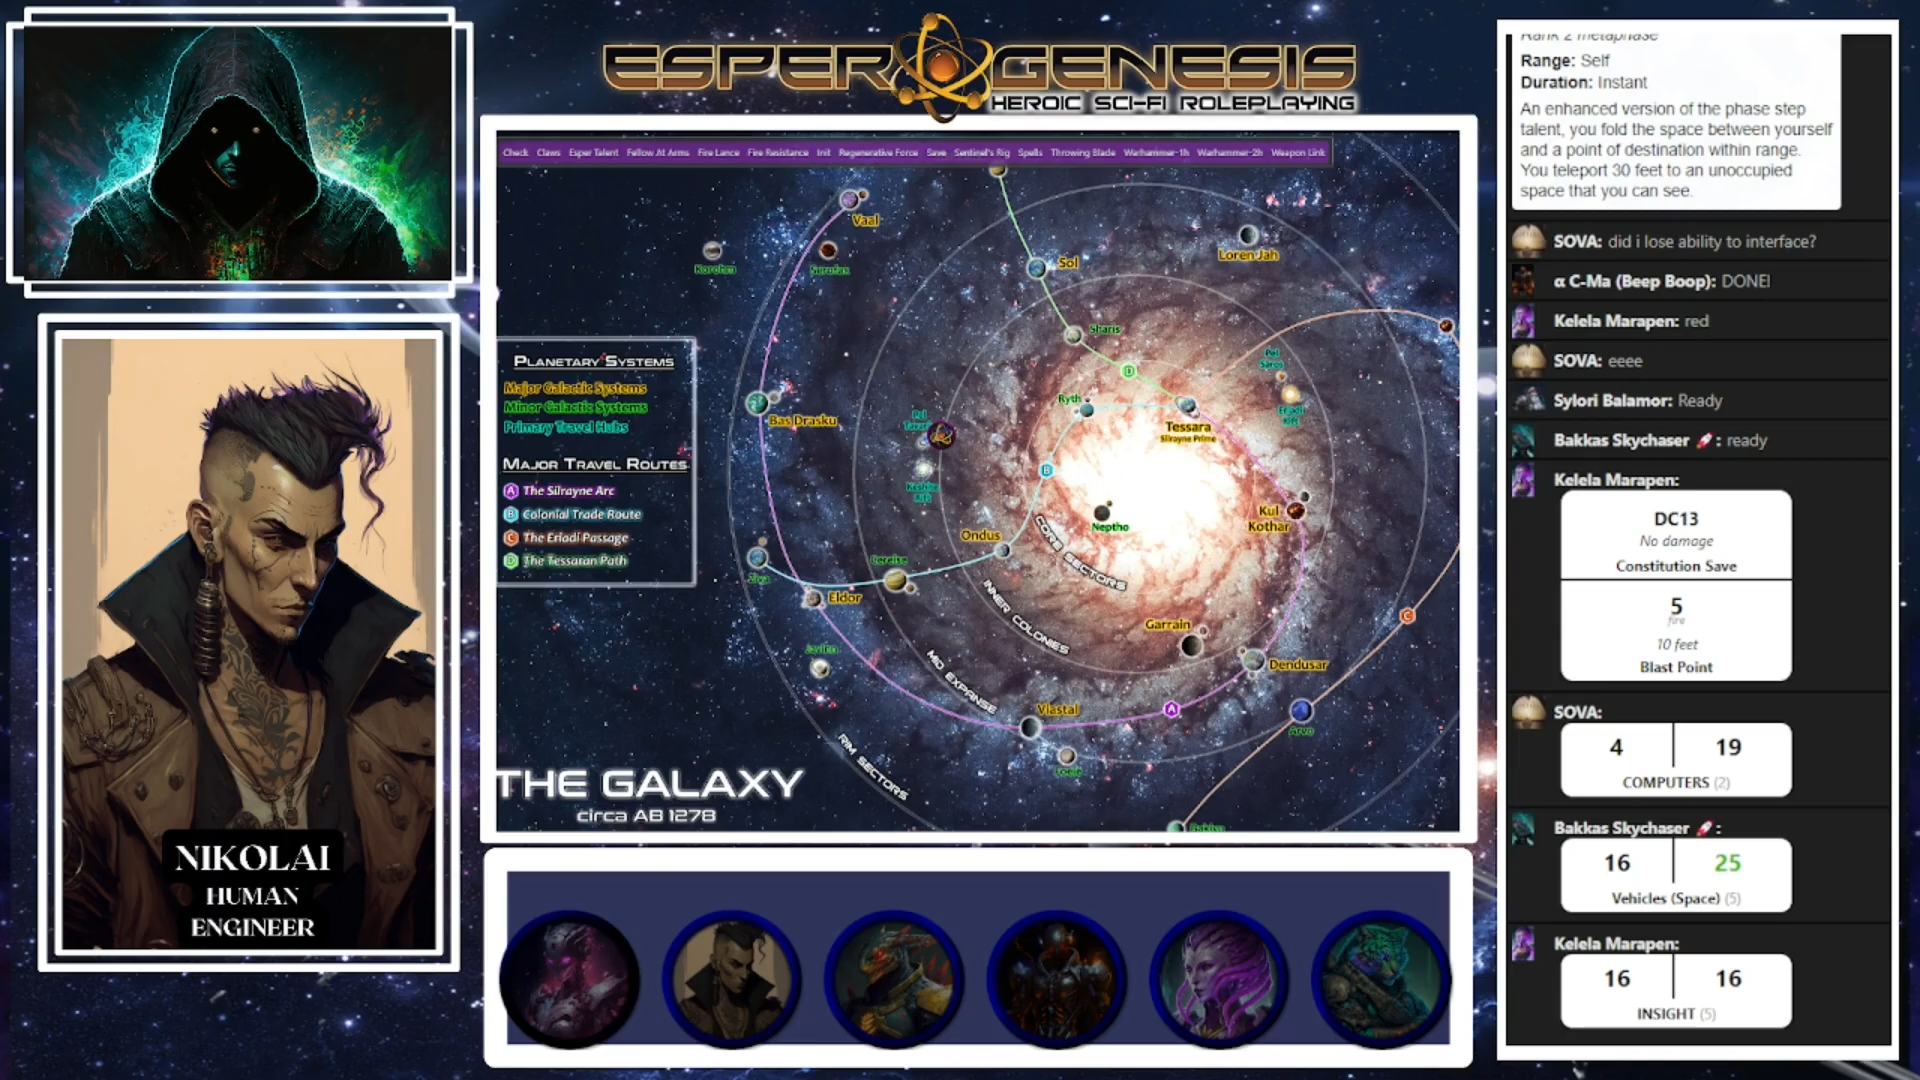 ESPER GENESIS
HEROIC SCI-FI ROLEPLAYING
Check Claws Esper Talent Fellow At Arms Fire Lance Fire Resistance Init Regenerative Force Save Sentinel's Rig Spells Throwing Blade Warhammer-1h Warhammer-2h Weapon Link
Vaal
Korohm
Sol
Loren Jah
Sharis
D
Ryth
Tessara
Silrayne Prime
Bas Drasku
PLANETARY SYSTEMS
Major Galactic Systems
Minor Galactic Systems
Primary Travel Hubs
MAJOR TRAVEL ROUTES
A The Silrayne Arc
B Colonial Trade Route
C The Eriadi Passage
D The Tessaran Path
B
Kul
Kothar
Neptho
Ondus
CORE SECTORS
INNER COLONIES
Eldor
Garrain
C
Dendusar
MID EXPANSE
Vlastal
A
RIM SECTORS
THE GALAXY
circa AB 1278
NIKOLAI
HUMAN
ENGINEER
Rank 2 metaphase
Range: Self
Duration: Instant
An enhanced version of the phase step
talent, you fold the space between yourself
and a point of destination within range.
You teleport 30 feet to an unoccupied
space that you can see.
SOVA: did i lose ability to interface?
α C-Ma (Beep Boop): DONE!
Kelela Marapen: red
SOVA: eeee
Sylori Balamor: Ready
Bakkas Skychaser 🚀: ready
Kelela Marapen:
DC13
No damage
Constitution Save
5
fire
10 feet
Blast Point
SOVA:
4 19
COMPUTERS (2)
Bakkas Skychaser 🚀:
16 25
Vehicles (Space) (5)
Kelela Marapen:
16 16
INSIGHT (5)